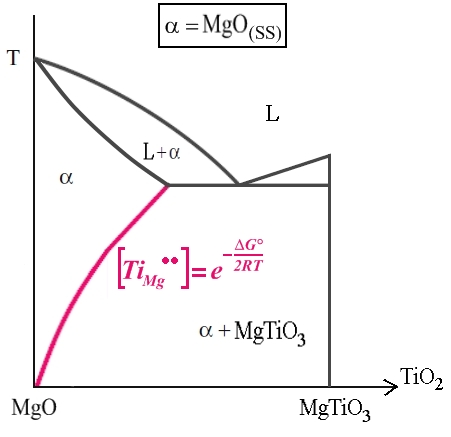 α = MgO(SS)
T
L
L+α
α
[Ti_Mg^••] = e^(-ΔG°/2RT)
α + MgTiO3
TiO2
MgO
MgTiO3